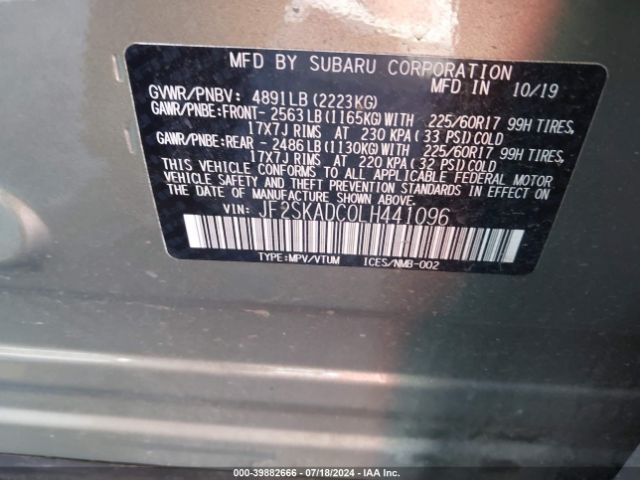 MFD BY SUBARU CORPORATION
MFD IN 10/19
GVWR/PNBV: 4891LB (2223KG)
GAWR/PNBE:FRONT- 2563LB (1165KG)WITH 225/60R17 99H TIRES,
17X7J RIMS AT 230 KPA (33 PSI)COLD
GAWR/PNBE:REAR - 2486LB (1130KG)WITH 225/60R17 99H TIRES,
17X7J RIMS AT 220 KPA (32 PSI)COLD
THIS VEHICLE CONFORMS TO ALL APPLICABLE FEDERAL MOTOR
VEHICLE SAFETY AND THEFT PREVENTION STANDARDS IN EFFECT ON
THE DATE OF MANUFACTURE SHOWN ABOVE.
VIN: JF2SKADC0LH441096
TYPE:MPV/VTUM ICES/NMB-002
000-39882666 - 07/18/2024 - IAA Inc.